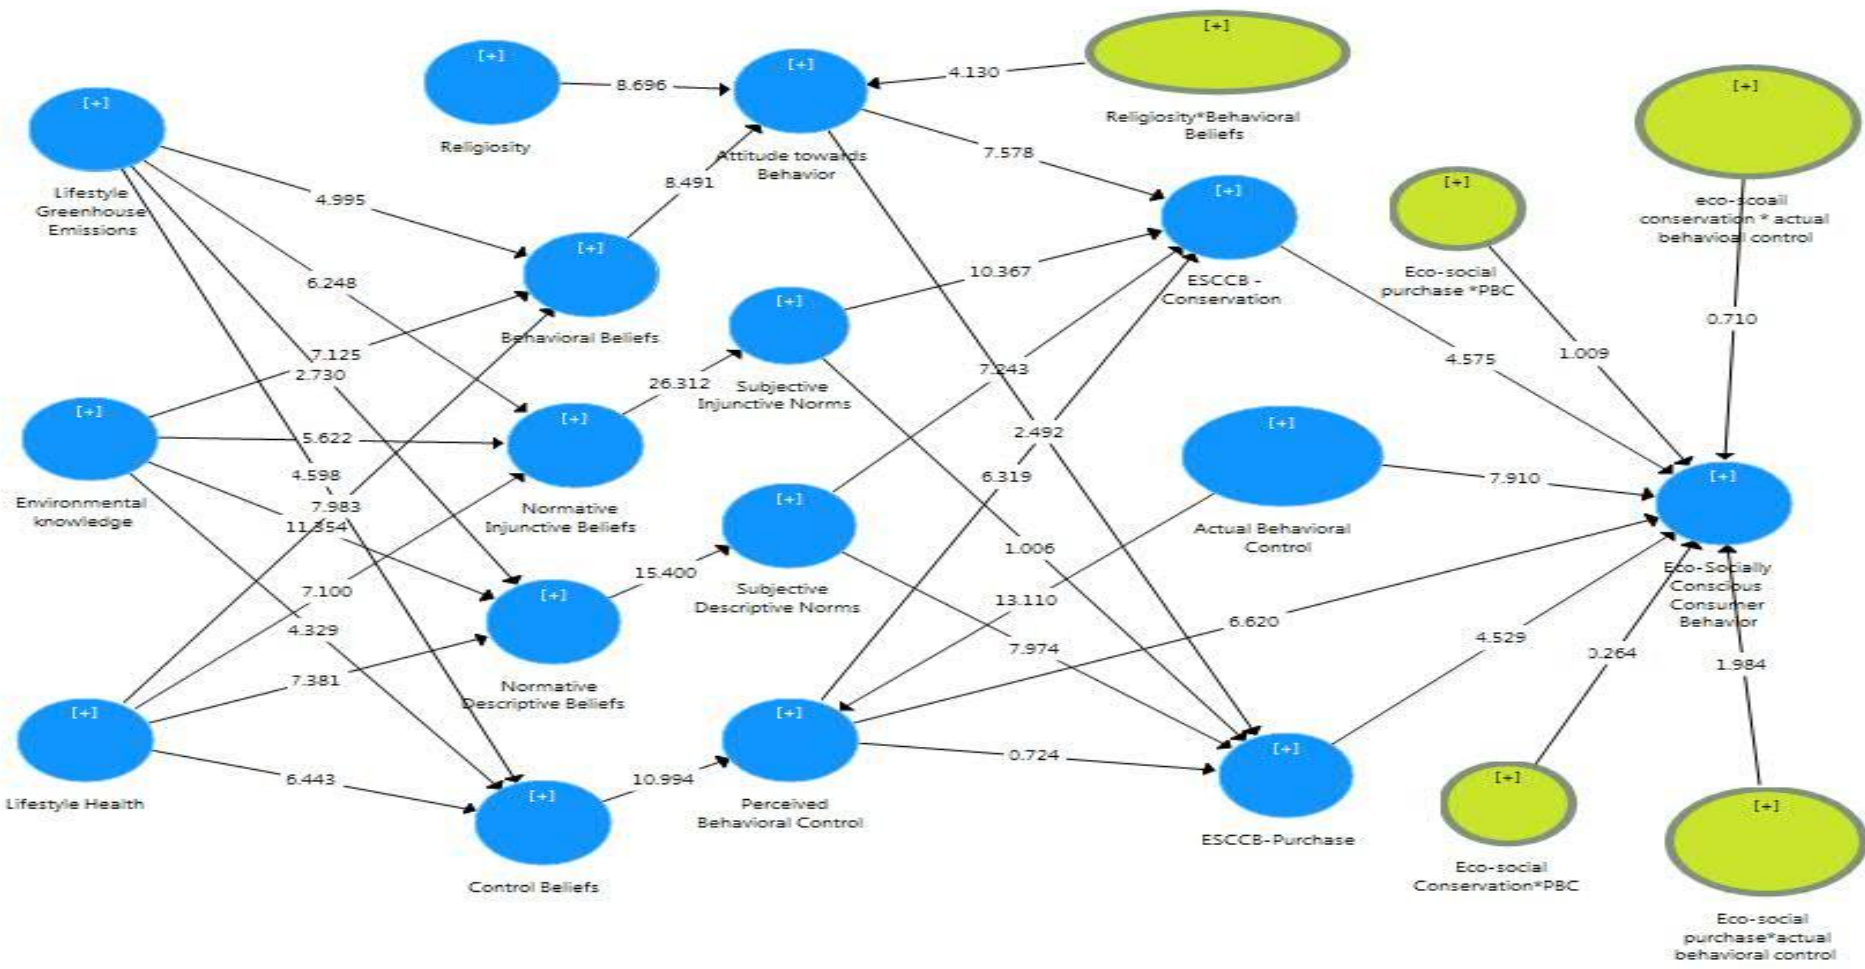 [+]
Lifestyle
Greenhouse
Emissions
[+]
Religiosity
8.696
[+]
Attitude towards
Behavior
4.130
[+]
Religiosity*Behavioral
Beliefs
[+]
eco-scoail
conservation * actual
behavioal control
4.995
8.491
7.578
[+]
ESCCB -
Conservation
[+]
Eco-social
purchase *PBC
[+]
Behavioral Beliefs
6.248
10.367
7.125
2.730
26.312
[+]
Subjective
Injunctive Norms
7.243
4.575
1.009
0.710
[+]
Environmental
knowledge
5.622
[+]
Normative
Injunctive Beliefs
2.492
[+]
Actual Behavioral
Control
7.910
[+]
Eco-Socially
Conscious
Consumer
Behavior
4.598
7.983
11.354
6.319
[+]
Subjective
Descriptive Norms
1.006
15.400
7.100
13.110
4.329
[+]
Normative
Descriptive Beliefs
7.974
6.620
4.529
0.264
1.984
[+]
Lifestyle Health
7.381
6.443
[+]
Control Beliefs
10.994
[+]
Perceived
Behavioral Control
0.724
[+]
ESCCB-Purchase
[+]
Eco-social
Conservation*PBC
[+]
Eco-social
purchase*actual
behavioral control